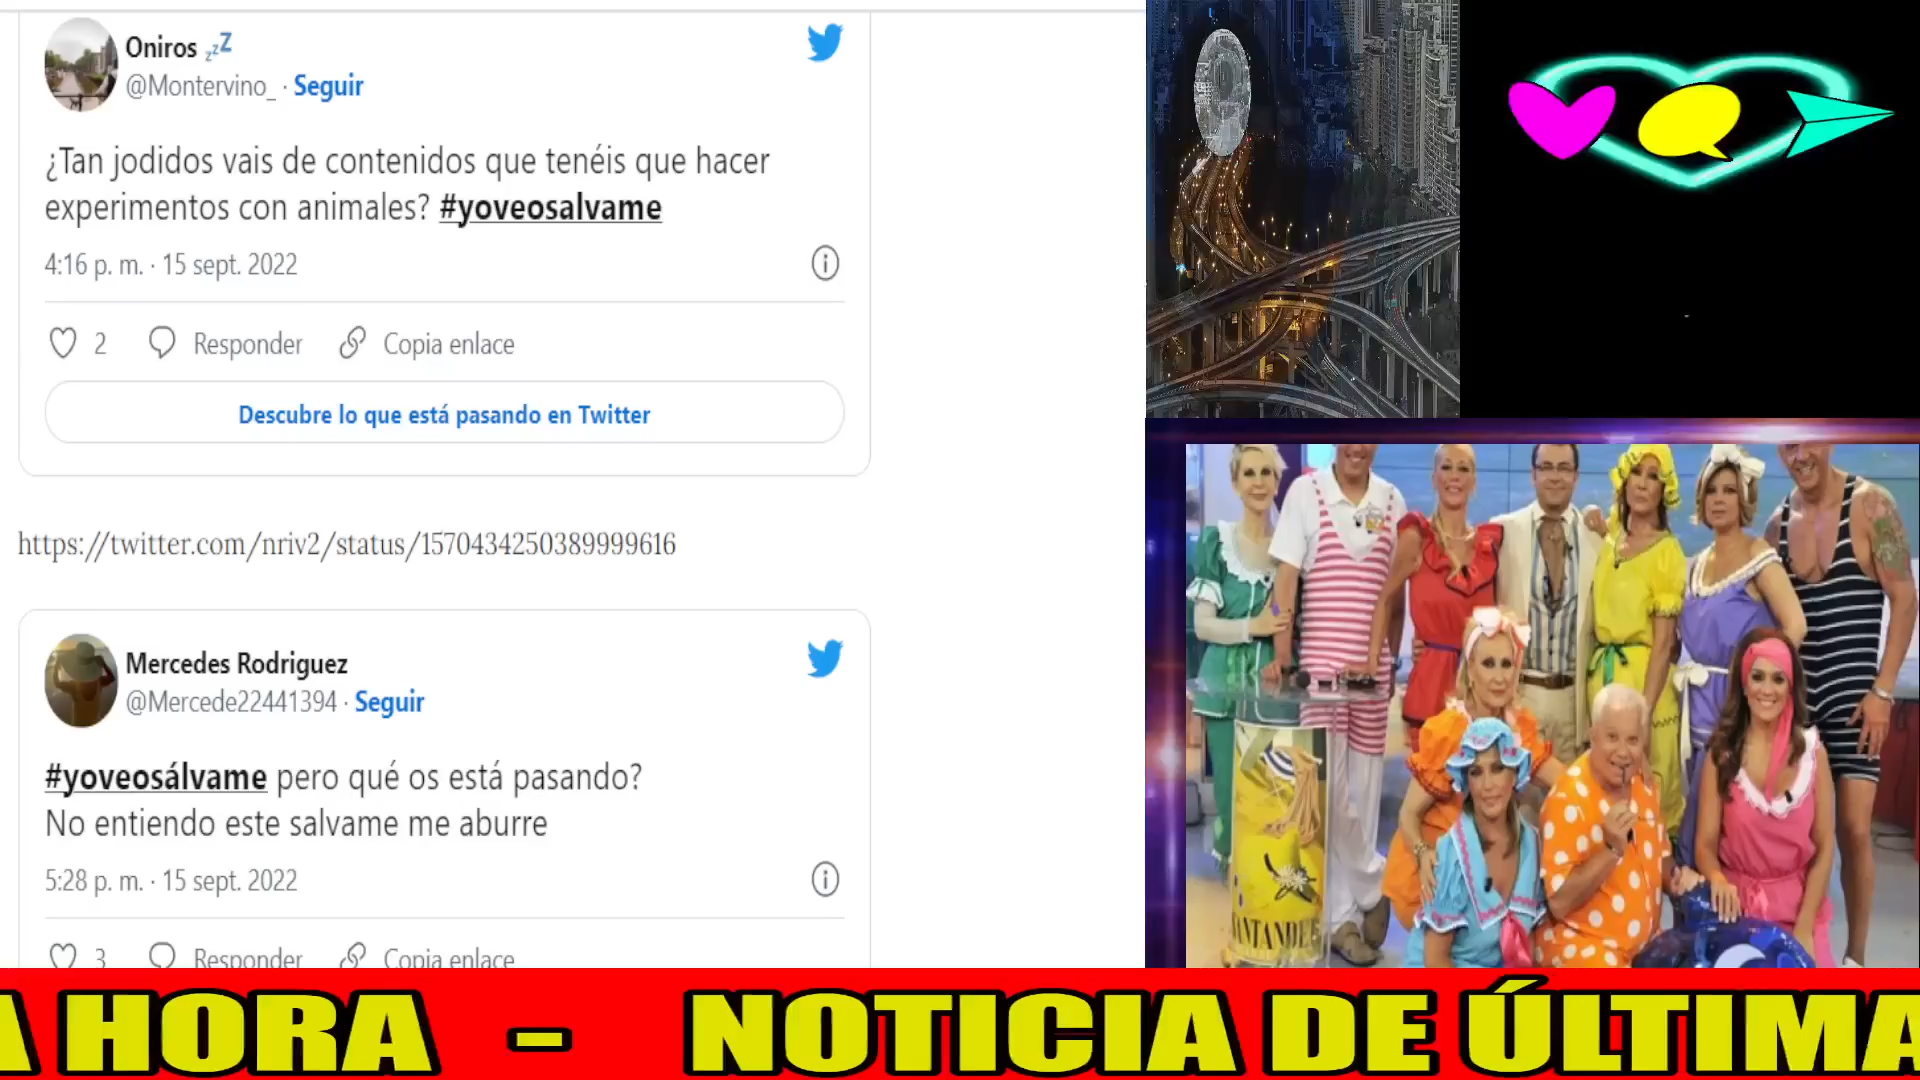 Oniros
@Montervino_ · Seguir
¿Tan jodidos vais de contenidos que tenéis que hacer
experimentos con animales? #yoveosalvame
4:16 p. m. · 15 sept. 2022
2 Responder Copia enlace
Descubre lo que está pasando en Twitter
https://twitter.com/nriv2/status/1570434250389999616
Mercedes Rodriguez
@Mercede22441394 · Seguir
#yoveosálvame pero qué os está pasando?
No entiendo este salvame me aburre
5:28 p. m. · 15 sept. 2022
3 Responder Copia enlace
A HORA - NOTICIA DE ÚLTIMA